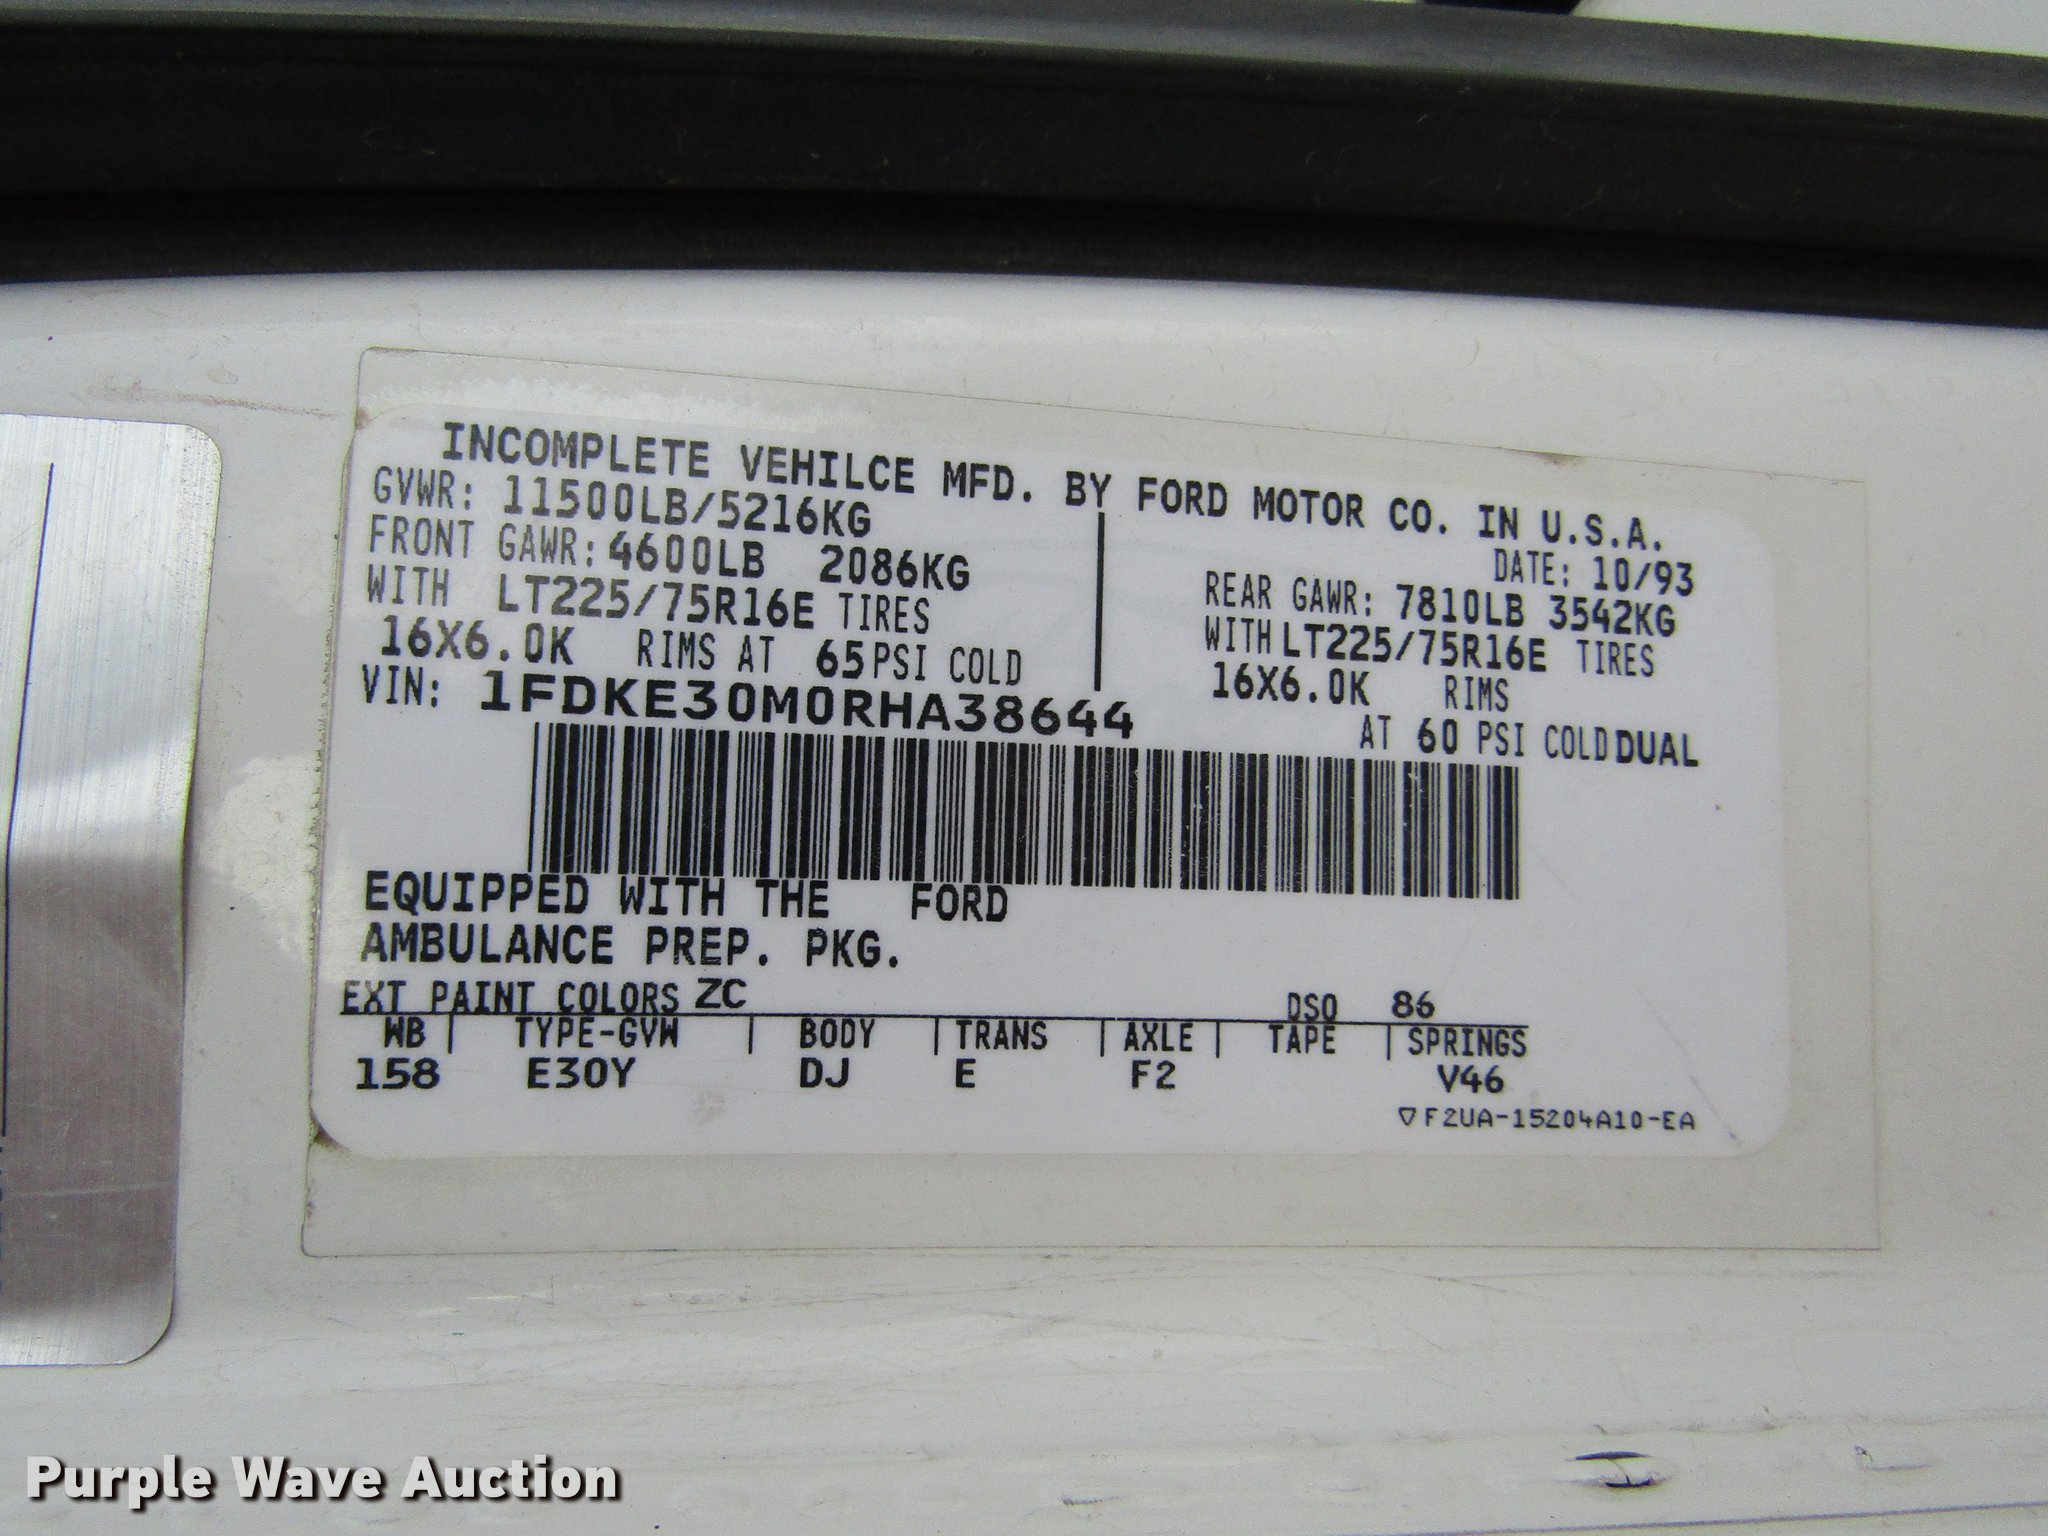 INCOMPLETE VEHILCE MFD. BY FORD MOTOR CO. IN U.S.A.
GVWR: 11500LB/5216KG
DATE: 10/93
FRONT GAWR: 4600LB 2086KG
WITH LT225/75R16E TIRES
16X6.0K RIMS AT 65PSI COLD
REAR GAWR: 7810LB 3542KG
WITH LT225/75R16E TIRES
16X6.0K RIMS
AT 60 PSI COLD DUAL
VIN: 1FDKE30M0RHA38644
EQUIPPED WITH THE FORD
AMBULANCE PREP. PKG.
EXT PAINT COLORS ZC DSO 86
WB | TYPE-GVW | BODY | TRANS | AXLE | TAPE | SPRINGS
158 E30Y DJ E F2 V46
▽F2UA-15204A10-EA
Purple Wave Auction